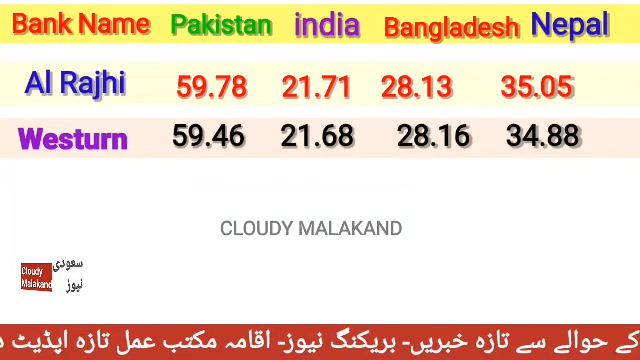 Bank Name Pakistan india Bangladesh Nepal
Al Rajhi 59.78 21.71 28.13 35.05
Westurn 59.46 21.68 28.16 34.88
CLOUDY MALAKAND
Cloudy Malakand سعودی نیوز
کے حوالے سے تازہ خبریں- بریکنگ نیوز- اقامہ مکتب عمل تازہ اپڈیٹ